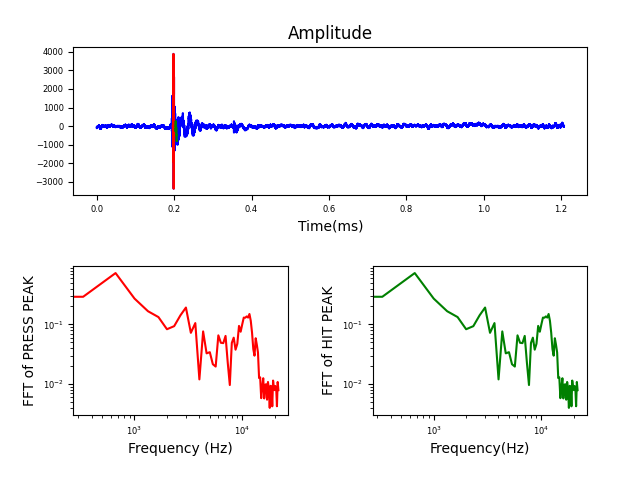 Amplitude
4000
3000
2000
1000
0
−1000
−2000
−3000
0.0 0.2 0.4 0.6 0.8 1.0 1.2
Time(ms)
FFT of PRESS PEAK
10⁻¹
10⁻²
10³ 10⁴
Frequency (Hz)
FFT of HIT PEAK
10⁻¹
10⁻²
10³ 10⁴
Frequency(Hz)